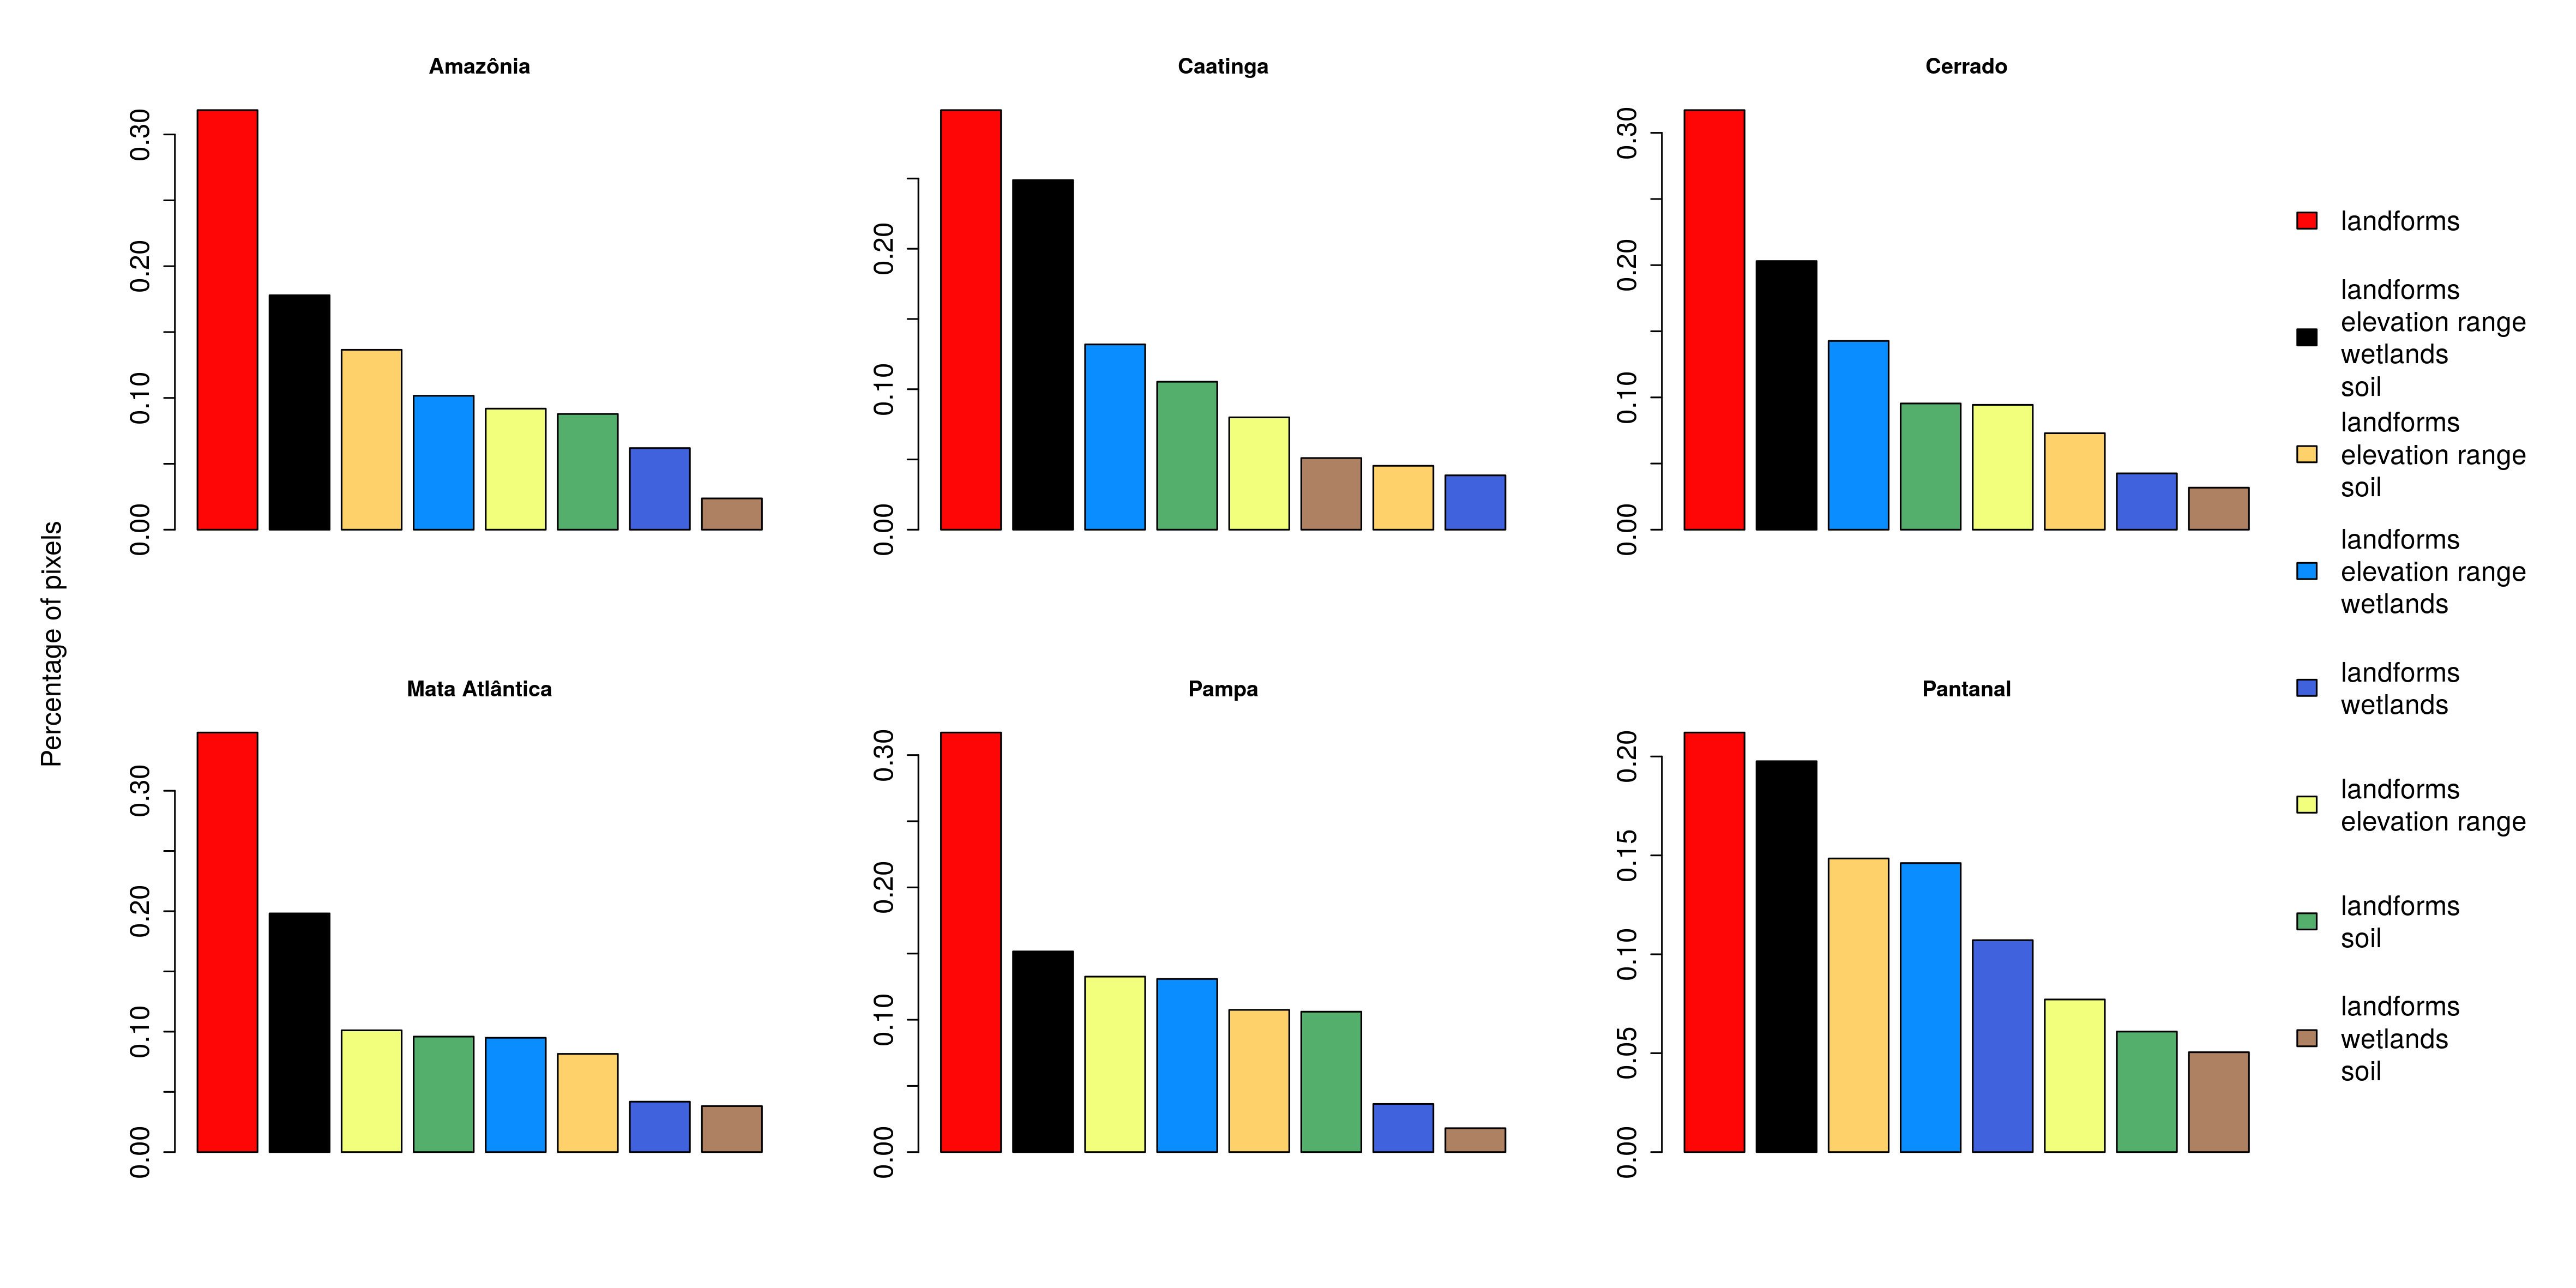 Percentage of pixels
Amazônia
0.30
0.20
0.10
0.00
Caatinga
0.20
0.10
0.00
Cerrado
0.30
0.20
0.10
0.00
Mata Atlântica
0.30
0.20
0.10
0.00
Pampa
0.30
0.20
0.10
0.00
Pantanal
0.20
0.15
0.10
0.05
0.00
landforms
landforms
elevation range
wetlands
soil
landforms
elevation range
soil
landforms
elevation range
wetlands
landforms
wetlands
landforms
elevation range
landforms
soil
landforms
wetlands
soil